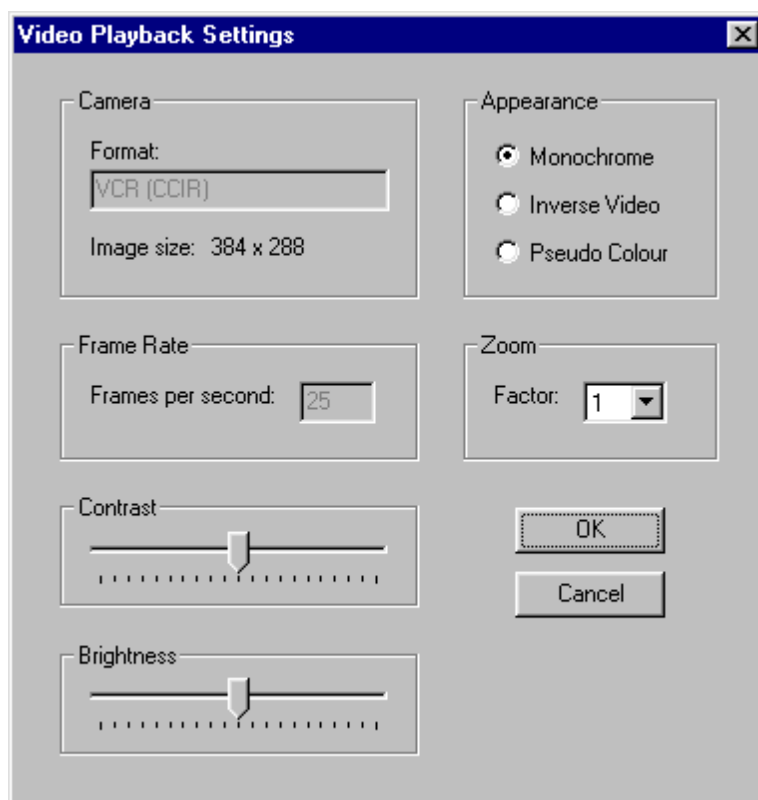 Video Playback Settings
Camera
Format:
VCR (CCIR)
Image size: 384 x 288
Appearance
Monochrome
Inverse Video
Pseudo Colour
Frame Rate
Frames per second: 25
Zoom
Factor: 1
Contrast
OK
Cancel
Brightness